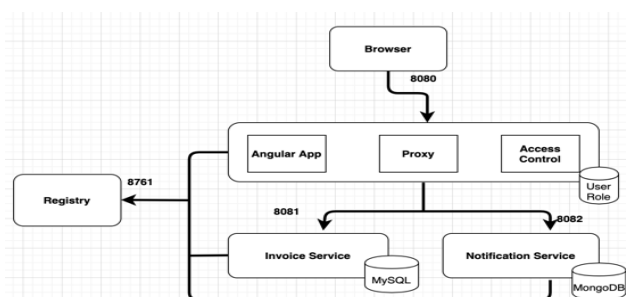 Browser
8080
Angular App
Proxy
Access
Control
User
Role
8761
Registry
8081
8082
Invoice Service
Notification Service
MySQL
MongoDB